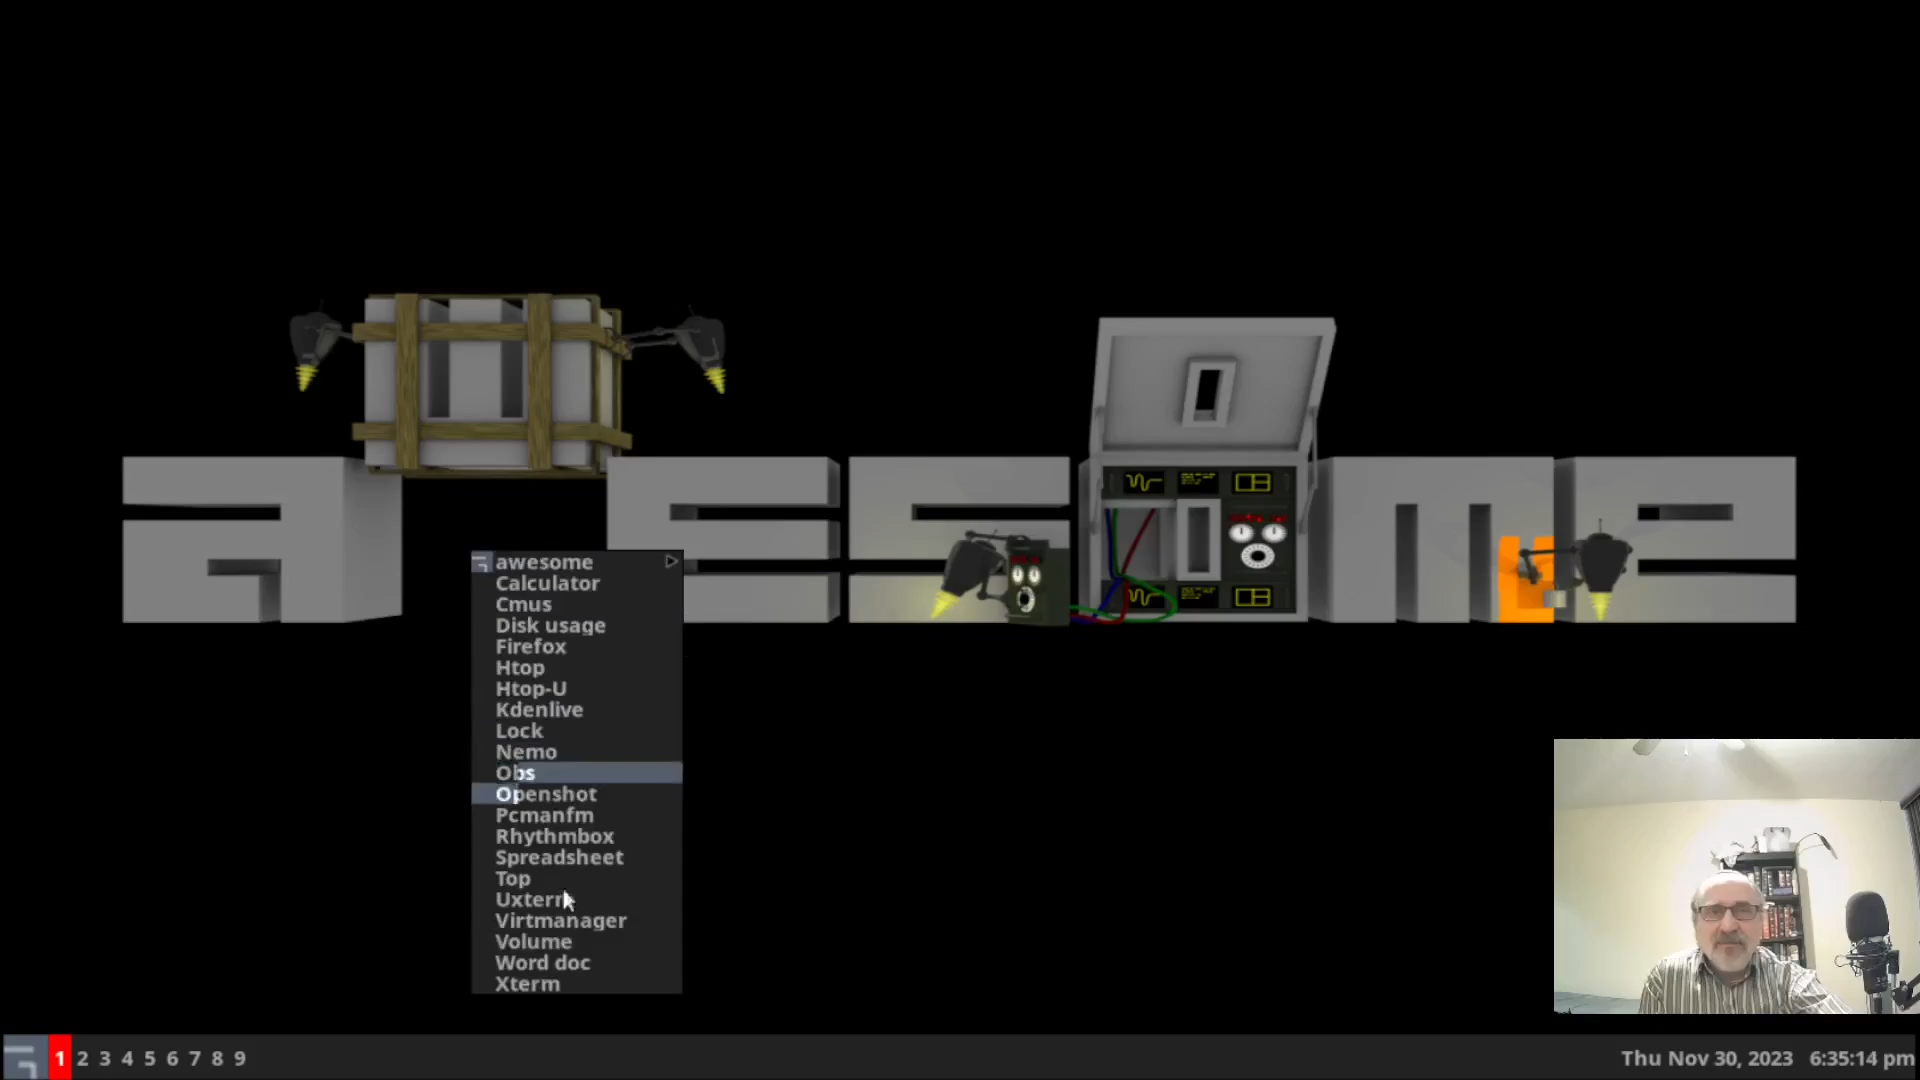 awesome
awesome
Calculator
Cmus
Disk usage
Firefox
Htop
Htop-U
Kdenlive
Lock
Nemo
Obs
Openshot
Pcmanfm
Rhythmbox
Spreadsheet
Top
Uxterm
Virtmanager
Volume
Word doc
Xterm
1 2 3 4 5 6 7 8 9
Thu Nov 30, 2023 6:35:14 pm